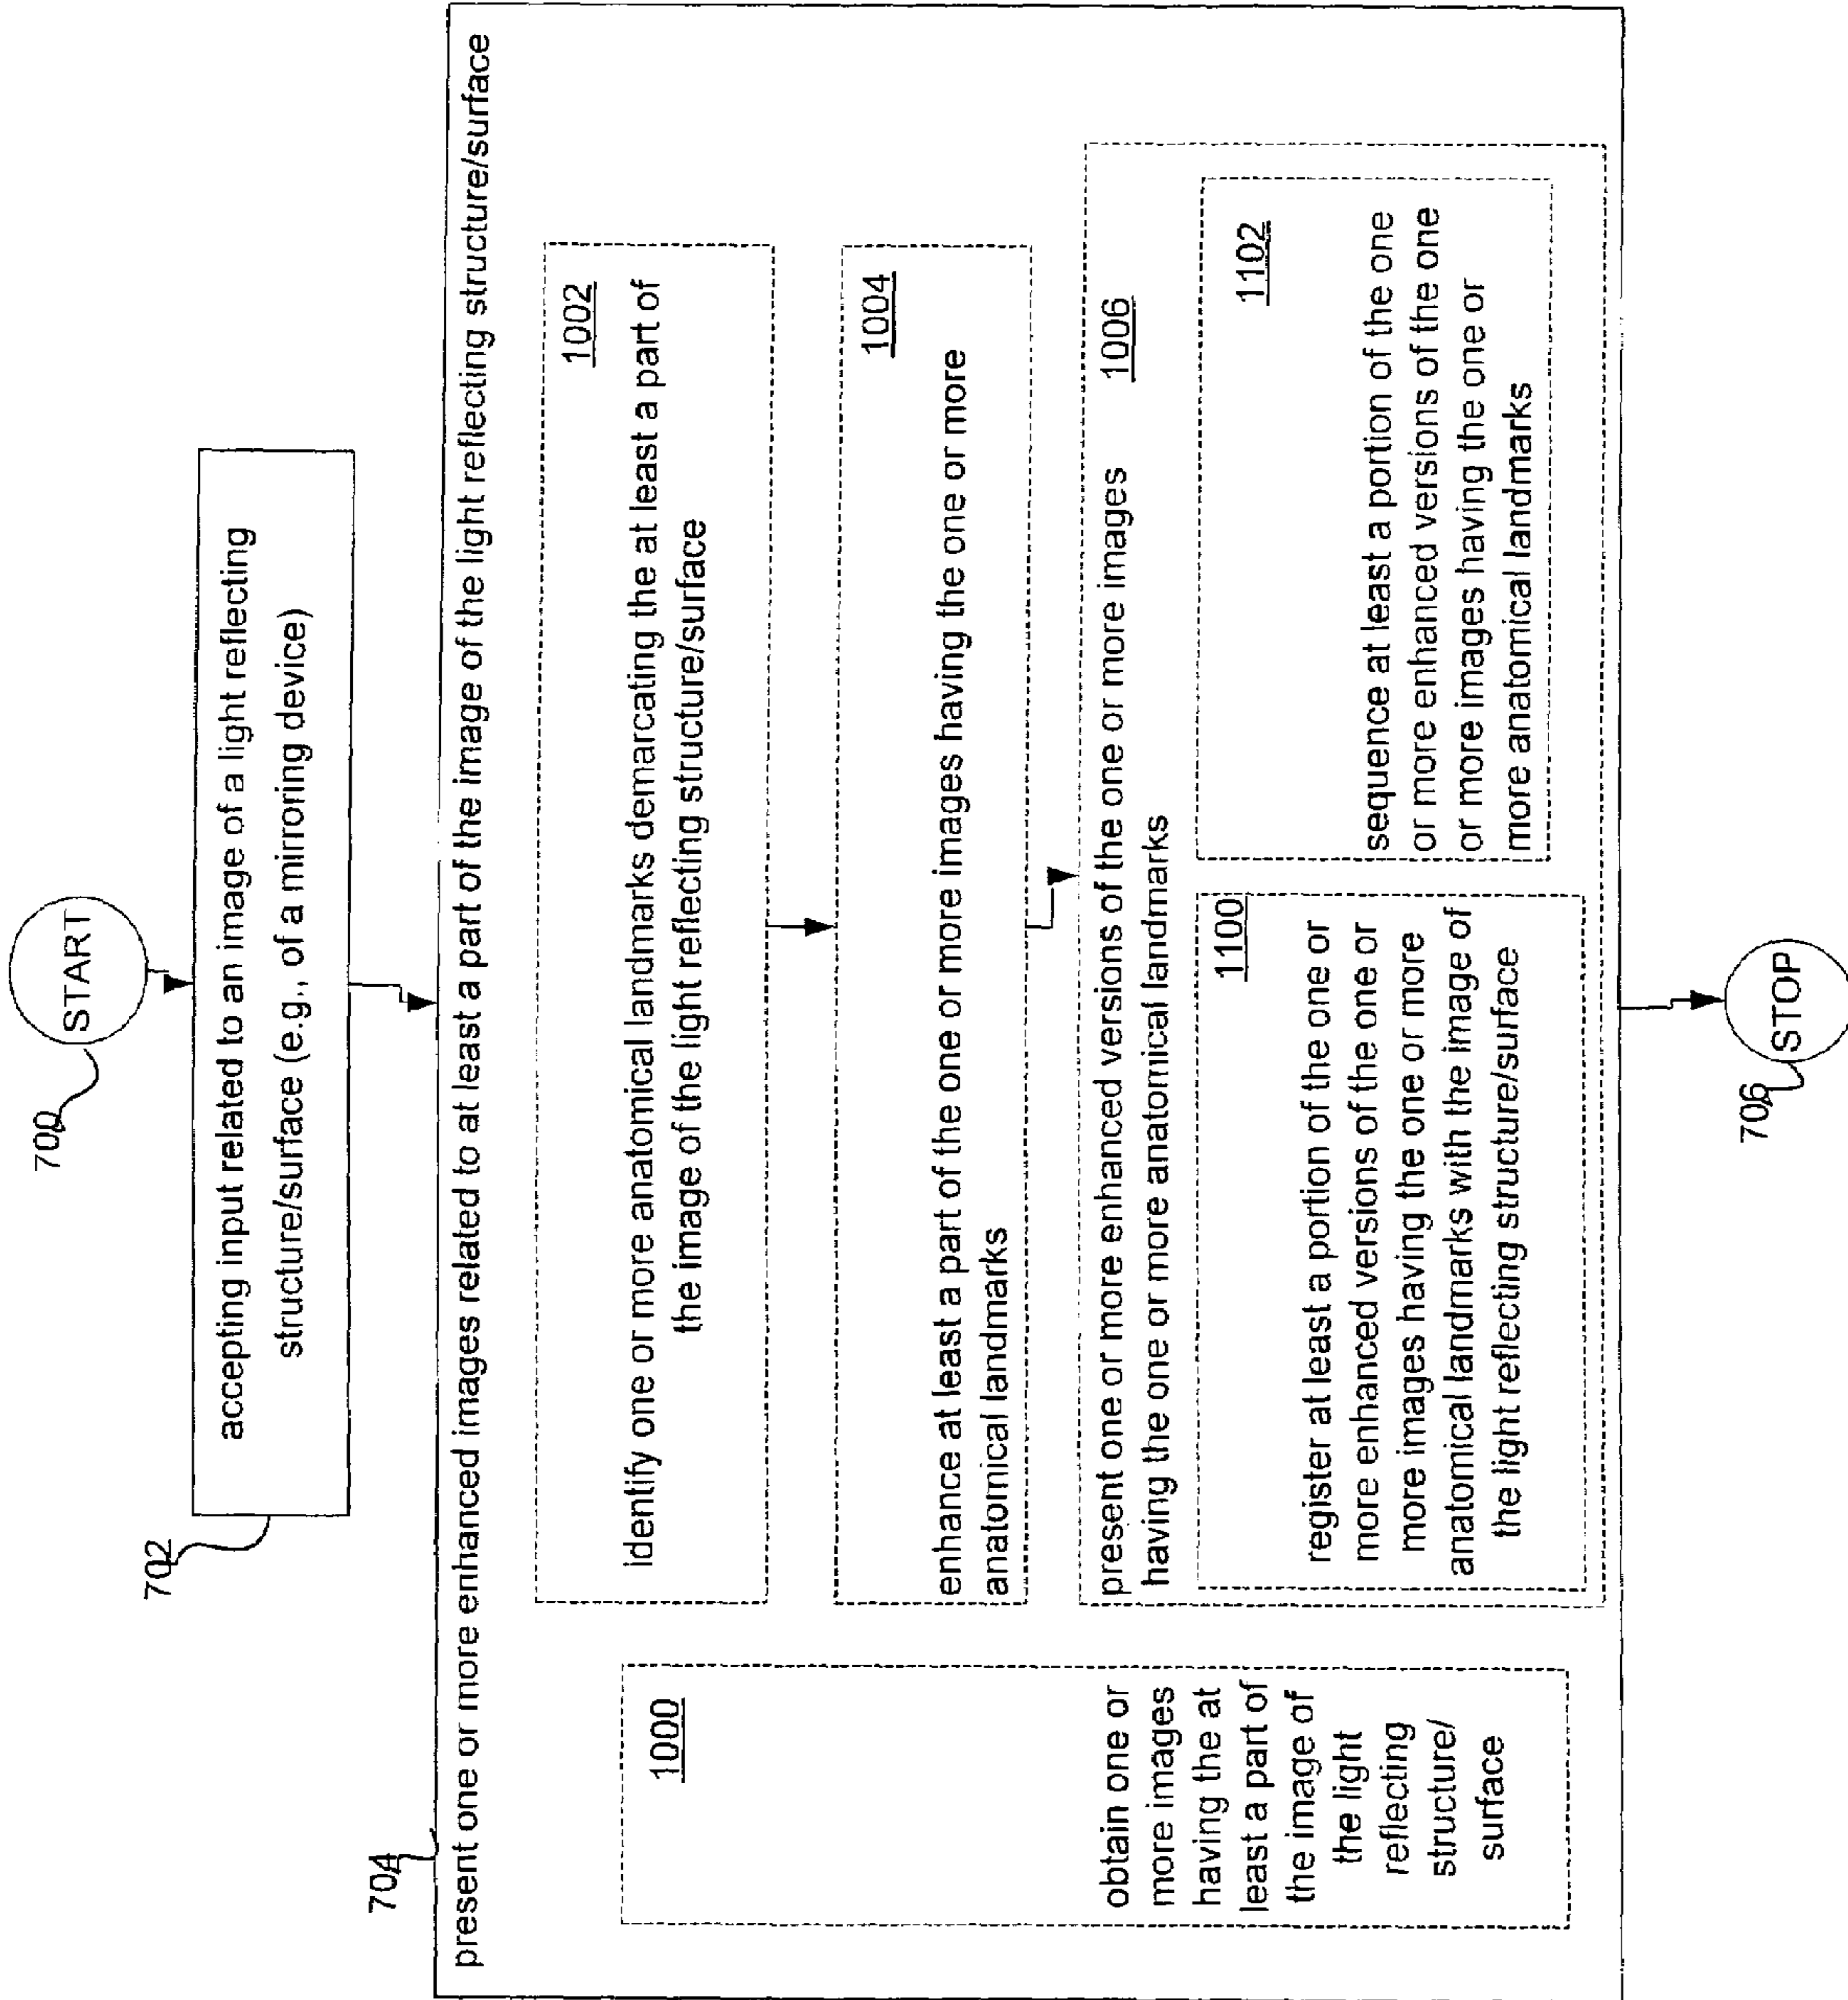 START
700
702
accepting input related to an image of a light reflecting
structure/surface (e.g., of a mirroring device)
704
present one or more enhanced images related to at least a part of the image of the light reflecting structure/surface
1000
obtain one or
more images
having the at
least a part of
the image of
the light
reflecting
structure/
surface
1002
identify one or more anatomical landmarks demarcating the at least a part of
the image of the light reflecting structure/surface
1004
enhance at least a part of the one or more images having the one or more
anatomical landmarks
present one or more enhanced versions of the one or more images 1006
having the one or more anatomical landmarks
1100
register at least a portion of the one or
more enhanced versions of the one or
more images having the one or more
anatomical landmarks with the image of
the light reflecting structure/surface
1102
sequence at least a portion of the one
or more enhanced versions of the one
or more images having the one or
more anatomical landmarks
706
STOP